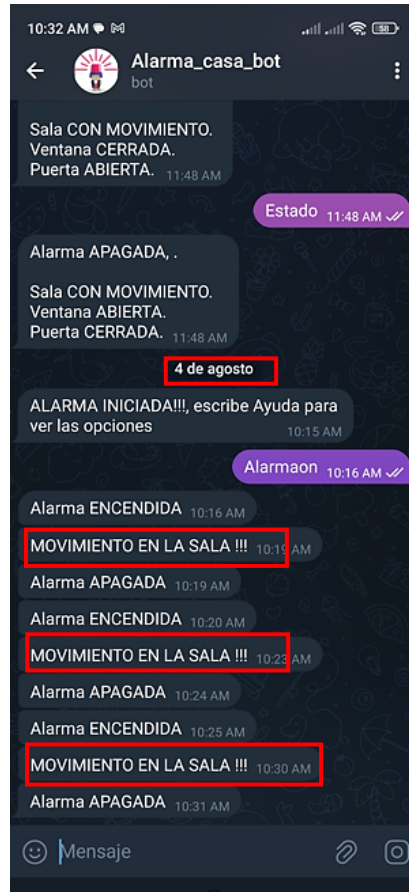 10:32 AM
58
Alarma_casa_bot
bot
Sala CON MOVIMIENTO.
Ventana CERRADA.
Puerta ABIERTA. 11:48 AM
Estado 11:48 AM
Alarma APAGADA, .
Sala CON MOVIMIENTO.
Ventana ABIERTA.
Puerta CERRADA. 11:48 AM
4 de agosto
ALARMA INICIADA!!!, escribe Ayuda para
ver las opciones 10:15 AM
Alarmaon 10:16 AM
Alarma ENCENDIDA 10:16 AM
MOVIMIENTO EN LA SALA !!! 10:19 AM
Alarma APAGADA 10:19 AM
Alarma ENCENDIDA 10:20 AM
MOVIMIENTO EN LA SALA !!! 10:23 AM
Alarma APAGADA 10:24 AM
Alarma ENCENDIDA 10:25 AM
MOVIMIENTO EN LA SALA !!! 10:30 AM
Alarma APAGADA 10:31 AM
Mensaje